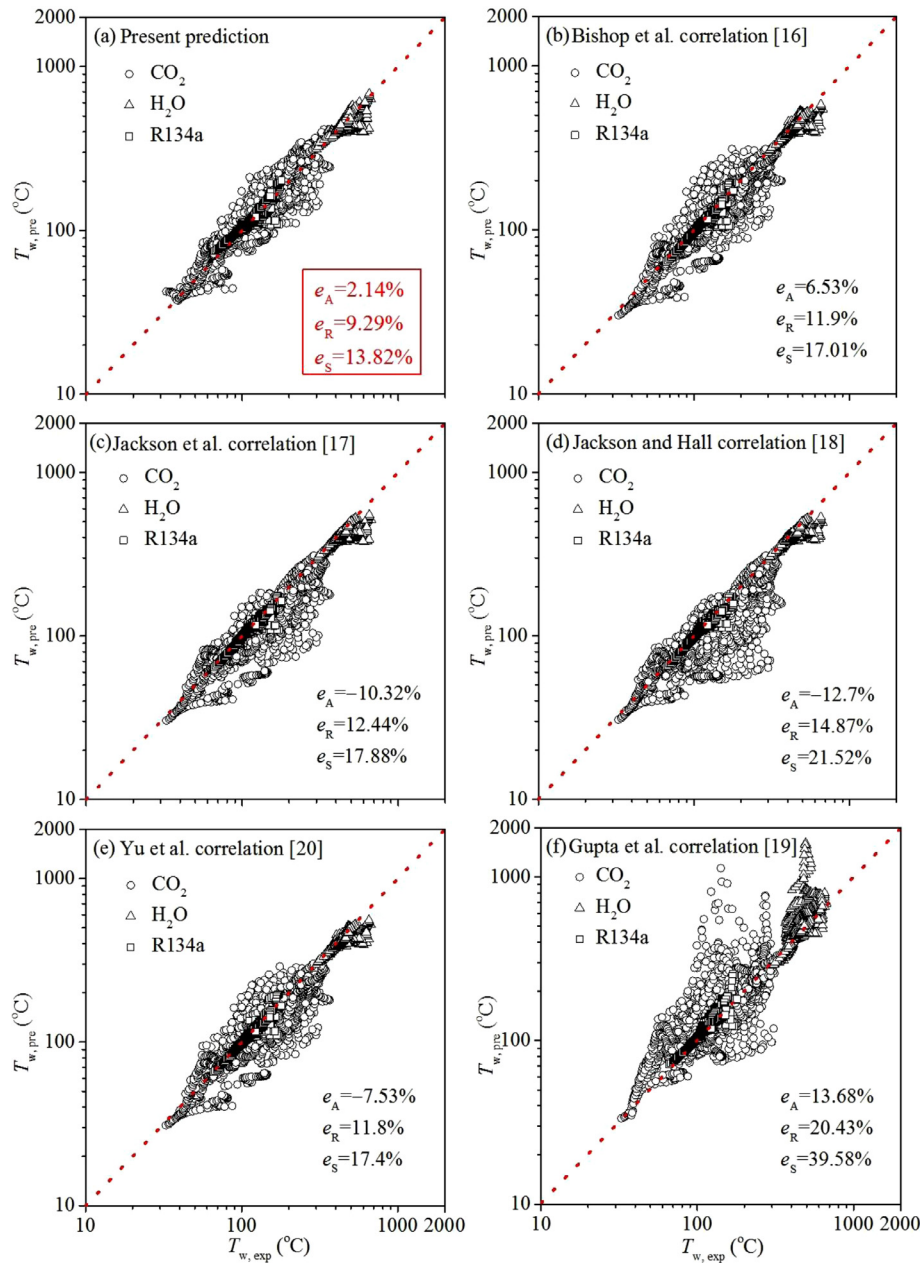 2000
(a) Present prediction
1000
CO2
H2O
R134a
Tw, pre (°C)
100
eA=2.14%
eR=9.29%
eS=13.82%
10
2000
(b) Bishop et al. correlation [16]
1000
CO2
H2O
R134a
Tw, pre (°C)
100
eA=6.53%
eR=11.9%
eS=17.01%
10
2000
(c) Jackson et al. correlation [17]
1000
CO2
H2O
R134a
Tw, pre (°C)
100
eA=−10.32%
eR=12.44%
eS=17.88%
10
2000
(d) Jackson and Hall correlation [18]
1000
CO2
H2O
R134a
Tw, pre (°C)
100
eA=−12.7%
eR=14.87%
eS=21.52%
10
2000
(e) Yu et al. correlation [20]
1000
CO2
H2O
R134a
Tw, pre (°C)
100
eA=−7.53%
eR=11.8%
eS=17.4%
10
10 100 1000 2000
Tw, exp (°C)
2000
(f) Gupta et al. correlation [19]
1000
CO2
H2O
R134a
Tw, pre (°C)
100
eA=13.68%
eR=20.43%
eS=39.58%
10
10 100 1000 2000
Tw, exp (°C)